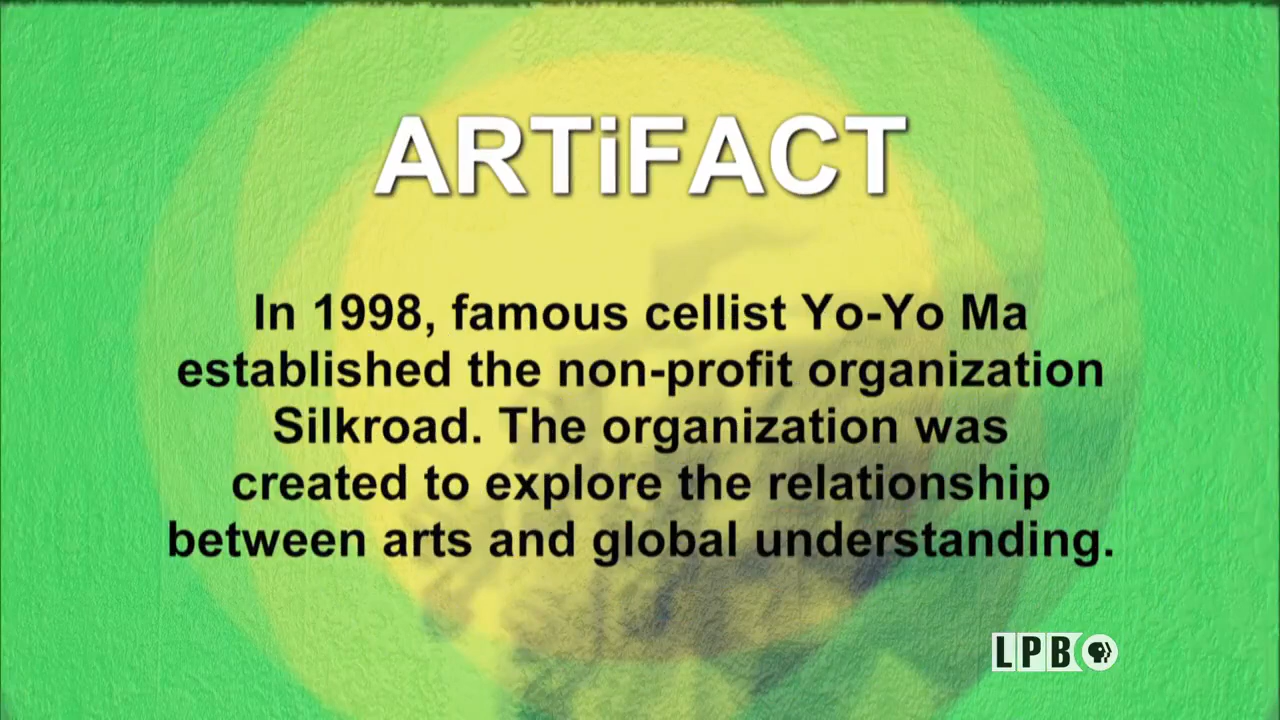 ARTiFACT
In 1998, famous cellist Yo-Yo Ma
established the non-profit organization
Silkroad. The organization was
created to explore the relationship
between arts and global understanding.
LPB